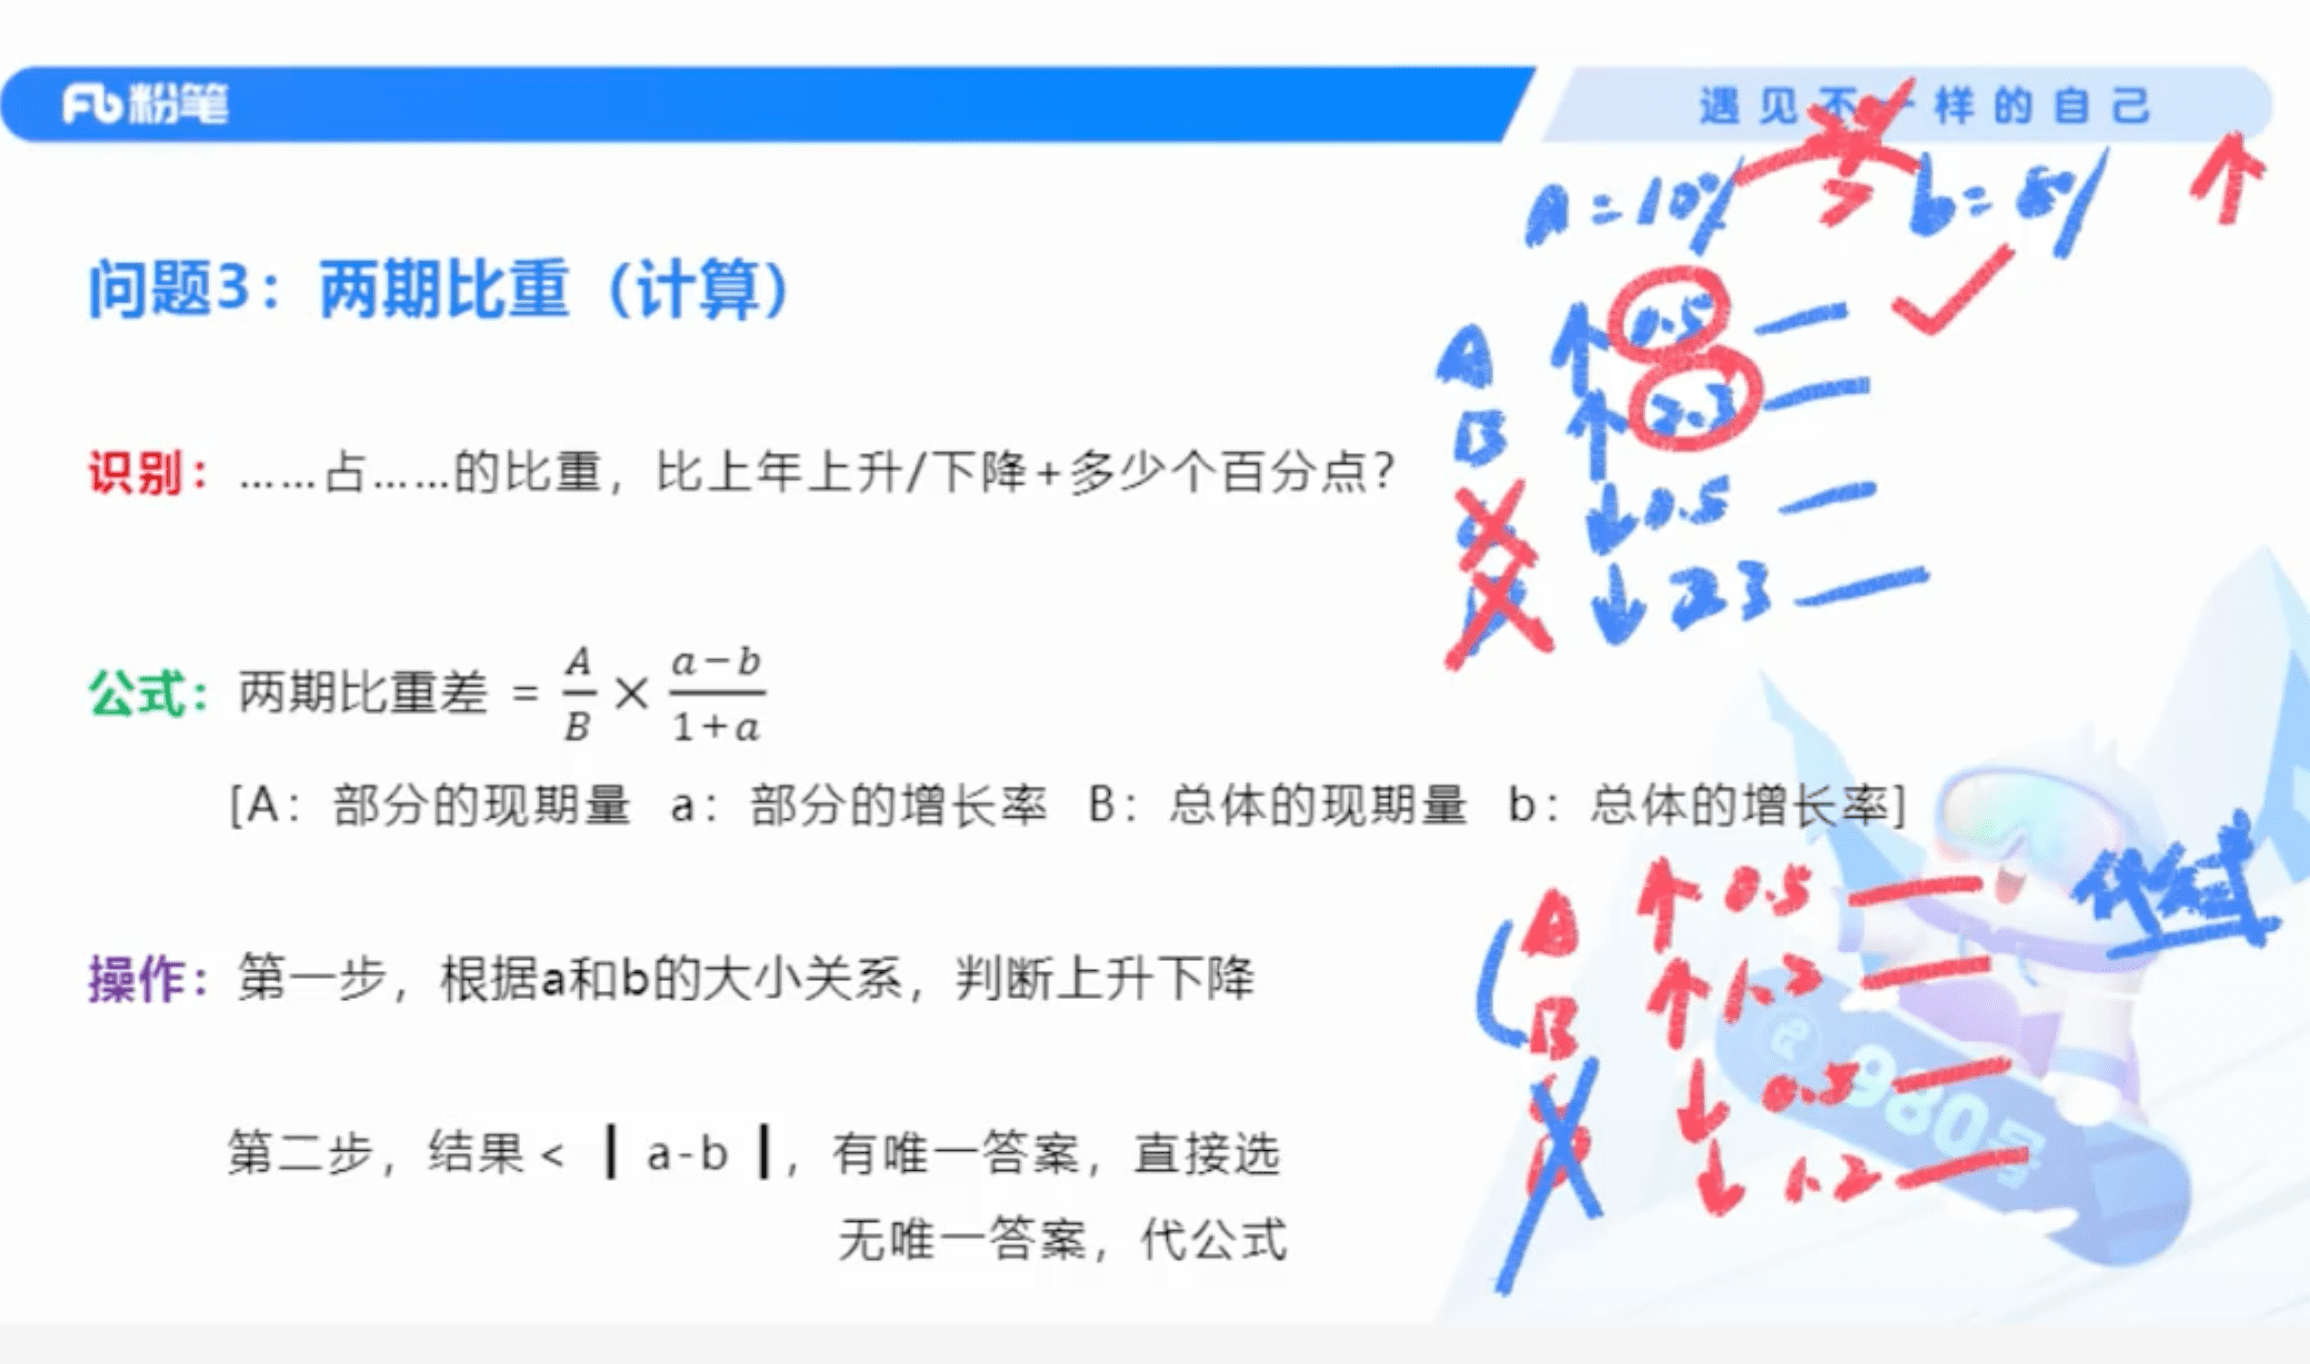 Fb粉笔
遇见不一样的自己
a=10% b=8%
2%
问题3：两期比重（计算）
A ↑0.5
B ↑2.3
识别：……占……的比重，比上年上升/下降+多少个百分点？
↓0.5
D ↓2.3
公式：两期比重差 = A/B × a−b/1+a
[A：部分的现期量 a：部分的增长率 B：总体的现期量 b：总体的增长率]
A ↑0.5
代公式
操作：第一步，根据a和b的大小关系，判断上升下降
B ↑1.2
↓0.5
第二步，结果<┃a-b┃，有唯一答案，直接选
↓1.2
无唯一答案，代公式
980号